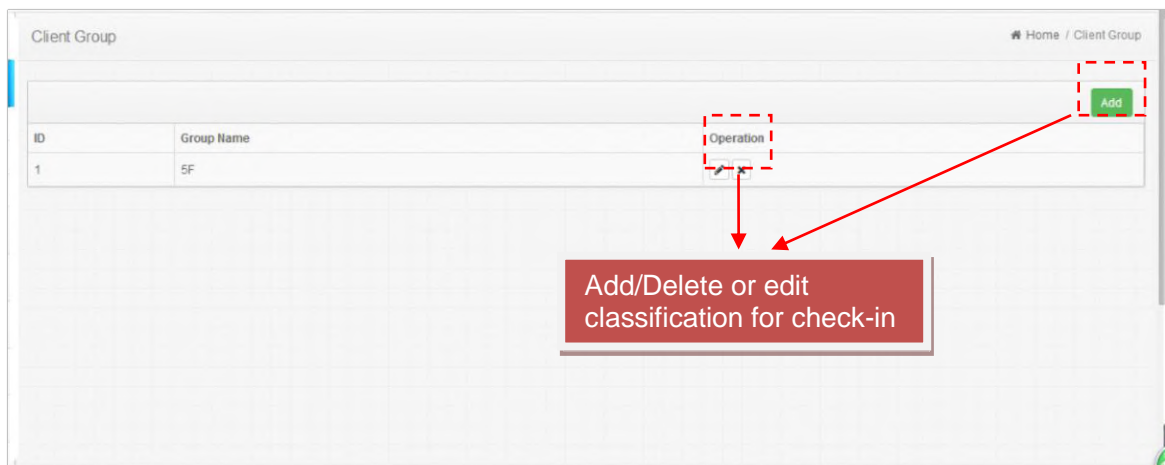 Client Group
Home / Client Group
Add
ID Group Name Operation
1 5F
Add/Delete or edit
classification for check-in